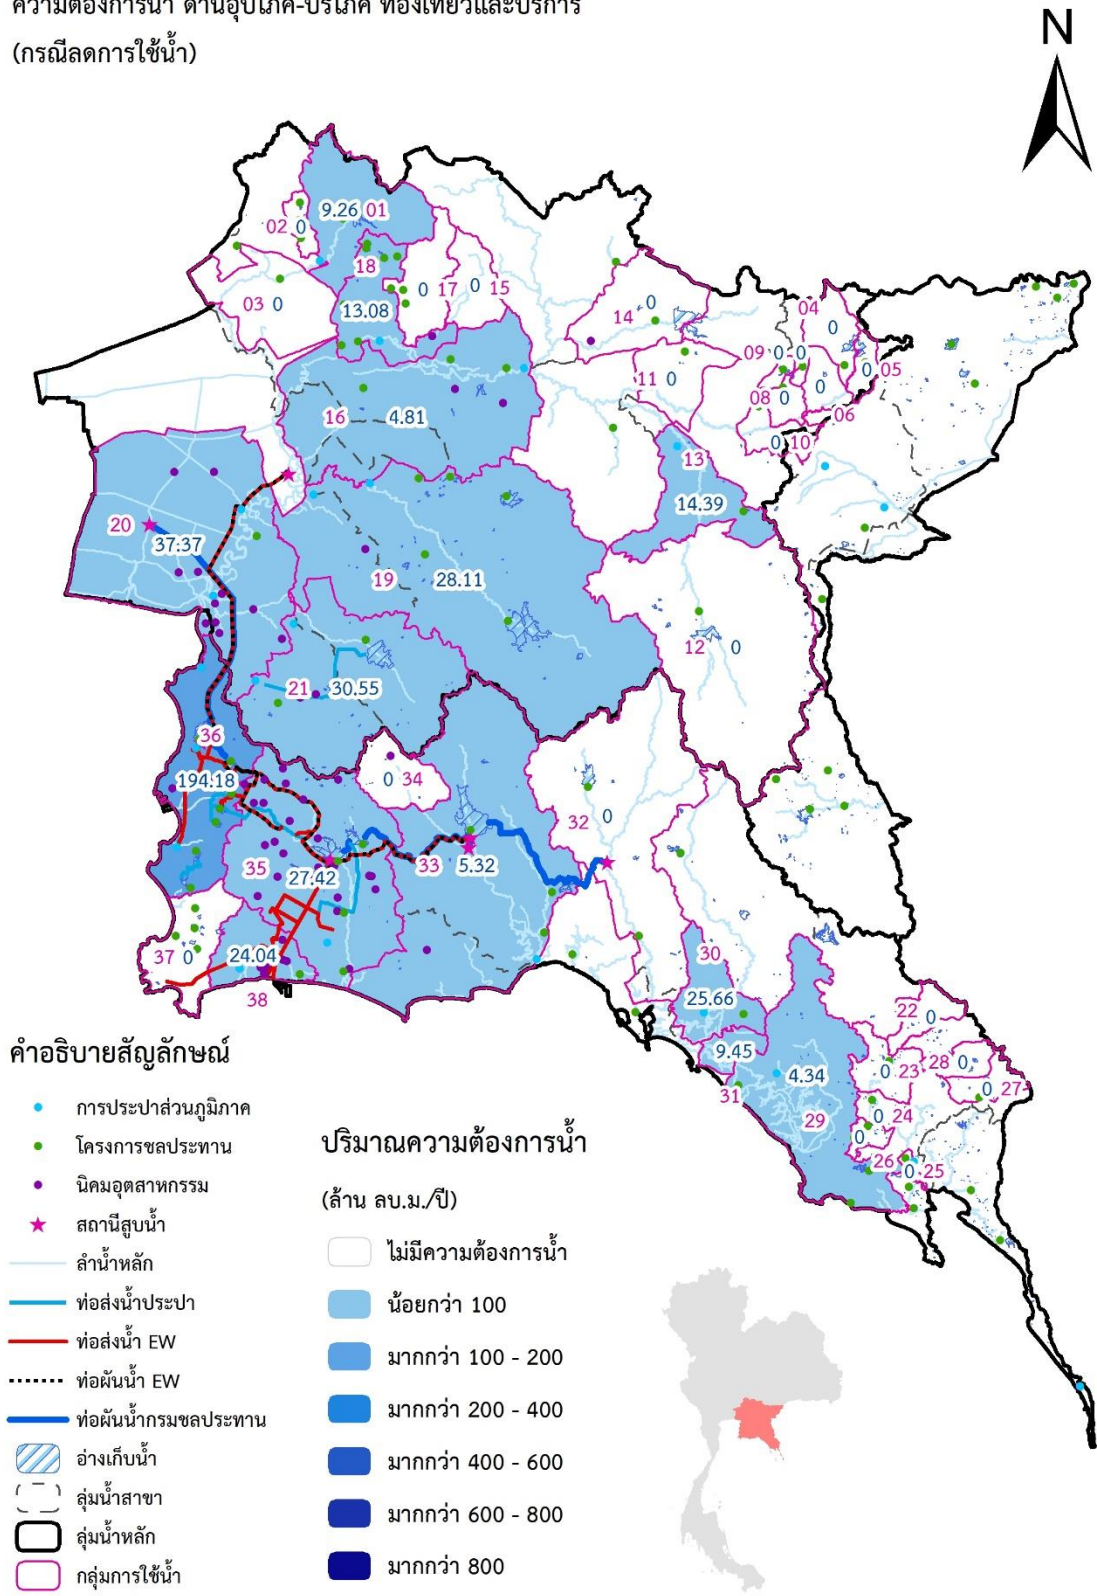 ความต้องการน้ำ ด้านอุปโภค-บริโภค ท่องเที่ยวและบริการ
(กรณีลดการใช้น้ำ)
N
9.26 01
02 0
18
03 0
13.08
0 17 0 15
14 0
04 0
09 0 0
05 0
11 0
08 0 0
06
0 10
16 4.81
13
14.39
20
37.37
19 28.11
12 0
21 30.55
36
194.18
0 34
32 0
35
27.42
33 5.32
37 0
24.04
38
30
25.66
9.45
31
4.34
29
22 0
0 23 28 0
0 27
0 24
0
26 0 25
คำอธิบายสัญลักษณ์
การประปาส่วนภูมิภาค
โครงการชลประทาน
นิคมอุตสาหกรรม
สถานีสูบน้ำ
ลำน้ำหลัก
ท่อส่งน้ำประปา
ท่อส่งน้ำ EW
ท่อผันน้ำ EW
ท่อผันน้ำกรมชลประทาน
อ่างเก็บน้ำ
ลุ่มน้ำสาขา
ลุ่มน้ำหลัก
กลุ่มการใช้น้ำ
ปริมาณความต้องการน้ำ
(ล้าน ลบ.ม./ปี)
ไม่มีความต้องการน้ำ
น้อยกว่า 100
มากกว่า 100 - 200
มากกว่า 200 - 400
มากกว่า 400 - 600
มากกว่า 600 - 800
มากกว่า 800